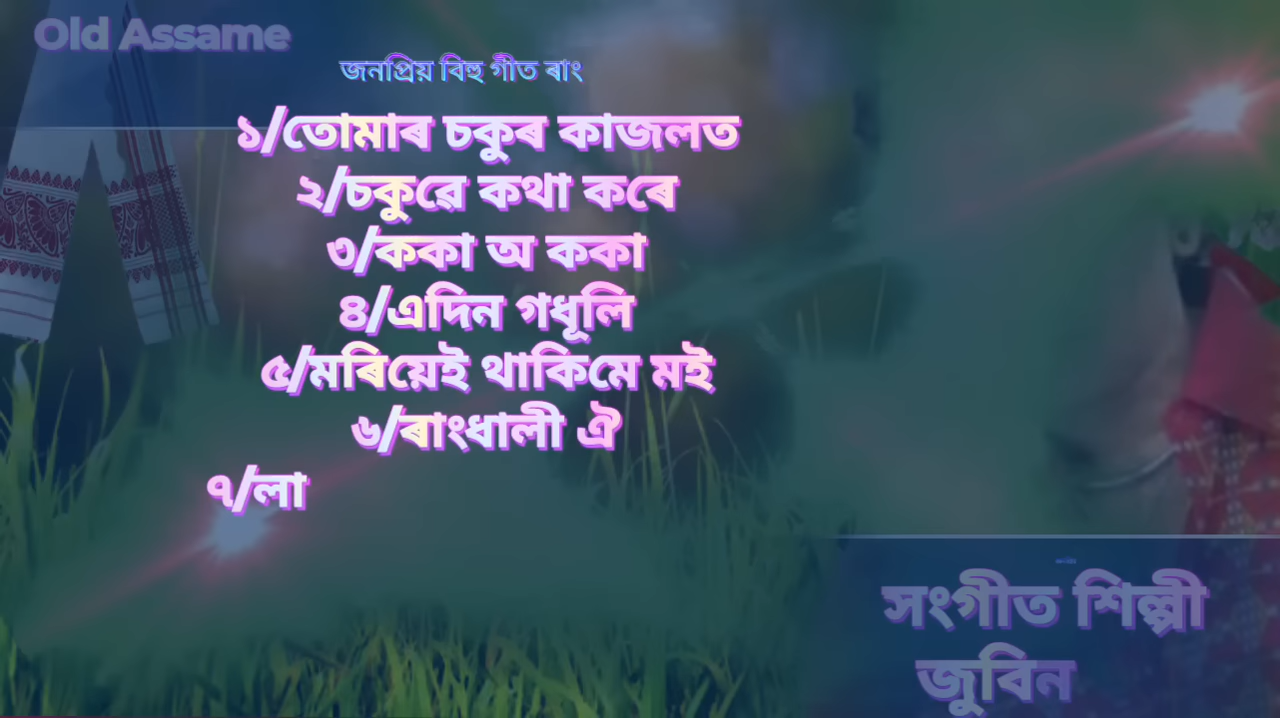 Old Assame
জনপ্ৰিয় বিহু গীত ৰাং
১/তোমাৰ চকুৰ কাজলত
২/চকুৱে কথা কৰে
৩/ককা অ ককা
৪/এদিন গধূলি
৫/মৰিয়েই থাকিমে মই
৬/ৰাংধালী ঐ
৭/লা
সংগীত শিল্পী
জুবিন